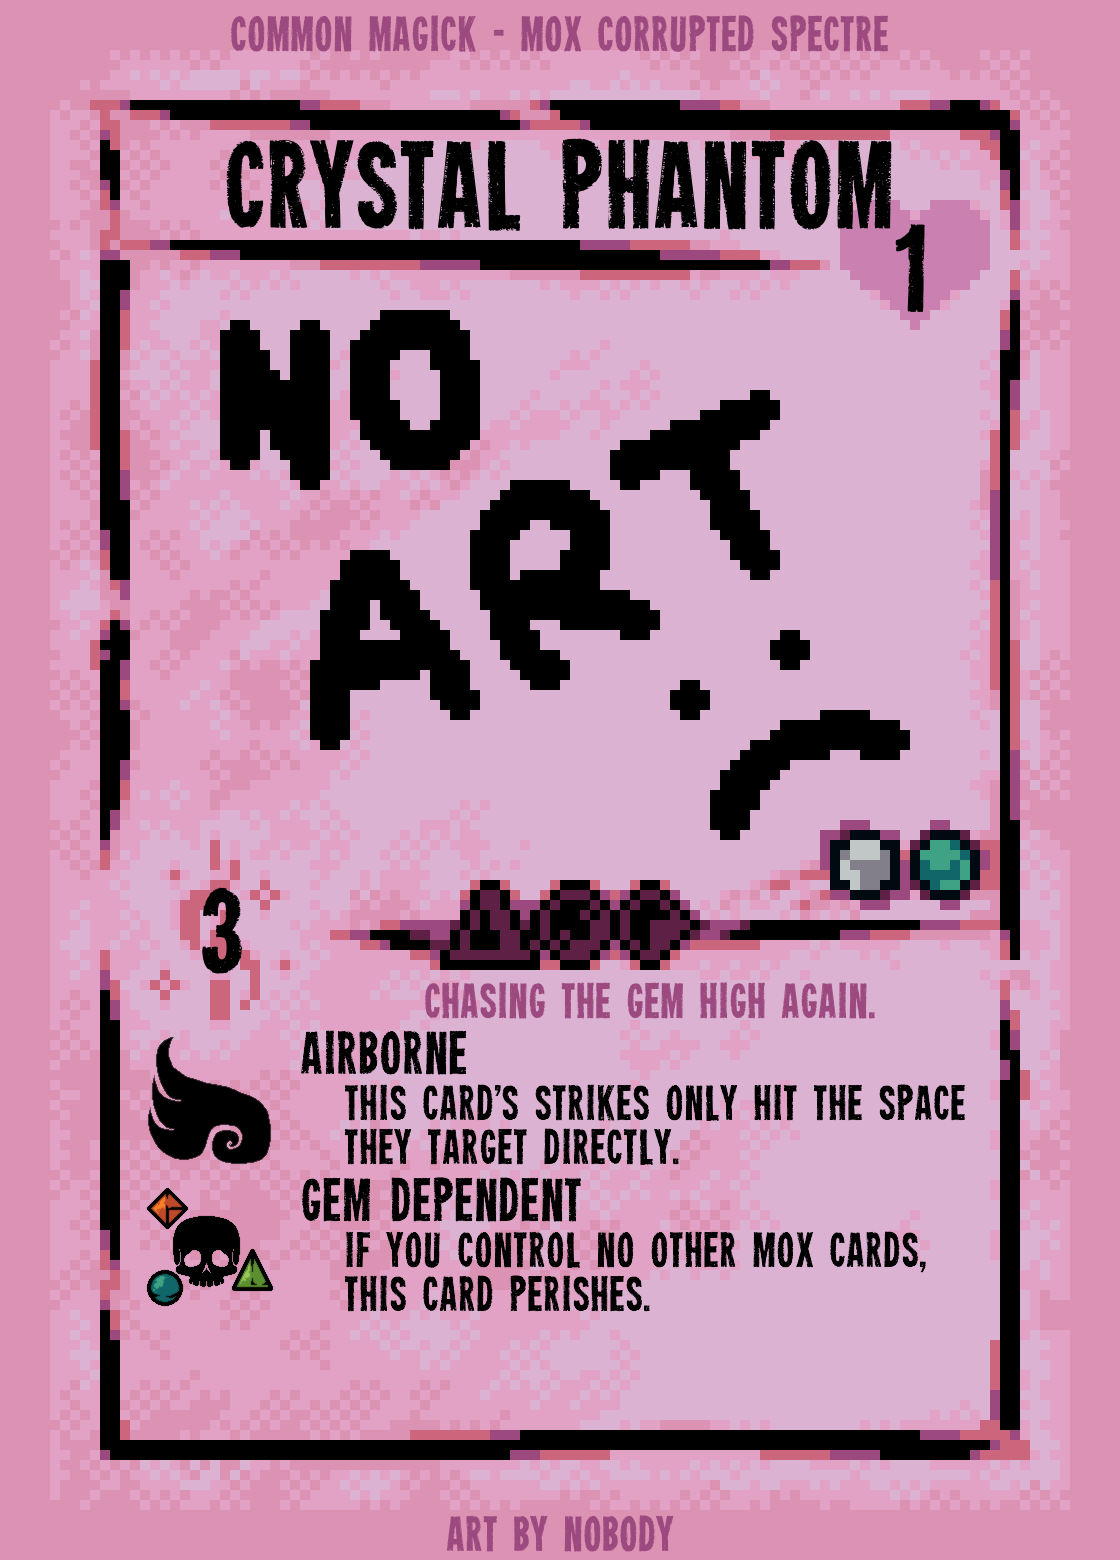 COMMON MAGICK - MOX CORRUPTED SPECTRE
CRYSTAL PHANTOM
1
NO
ART
:(
3
CHASING THE GEM HIGH AGAIN.
AIRBORNE
THIS CARD'S STRIKES ONLY HIT THE SPACE
THEY TARGET DIRECTLY.
GEM DEPENDENT
IF YOU CONTROL NO OTHER MOX CARDS,
THIS CARD PERISHES.
ART BY NOBODY